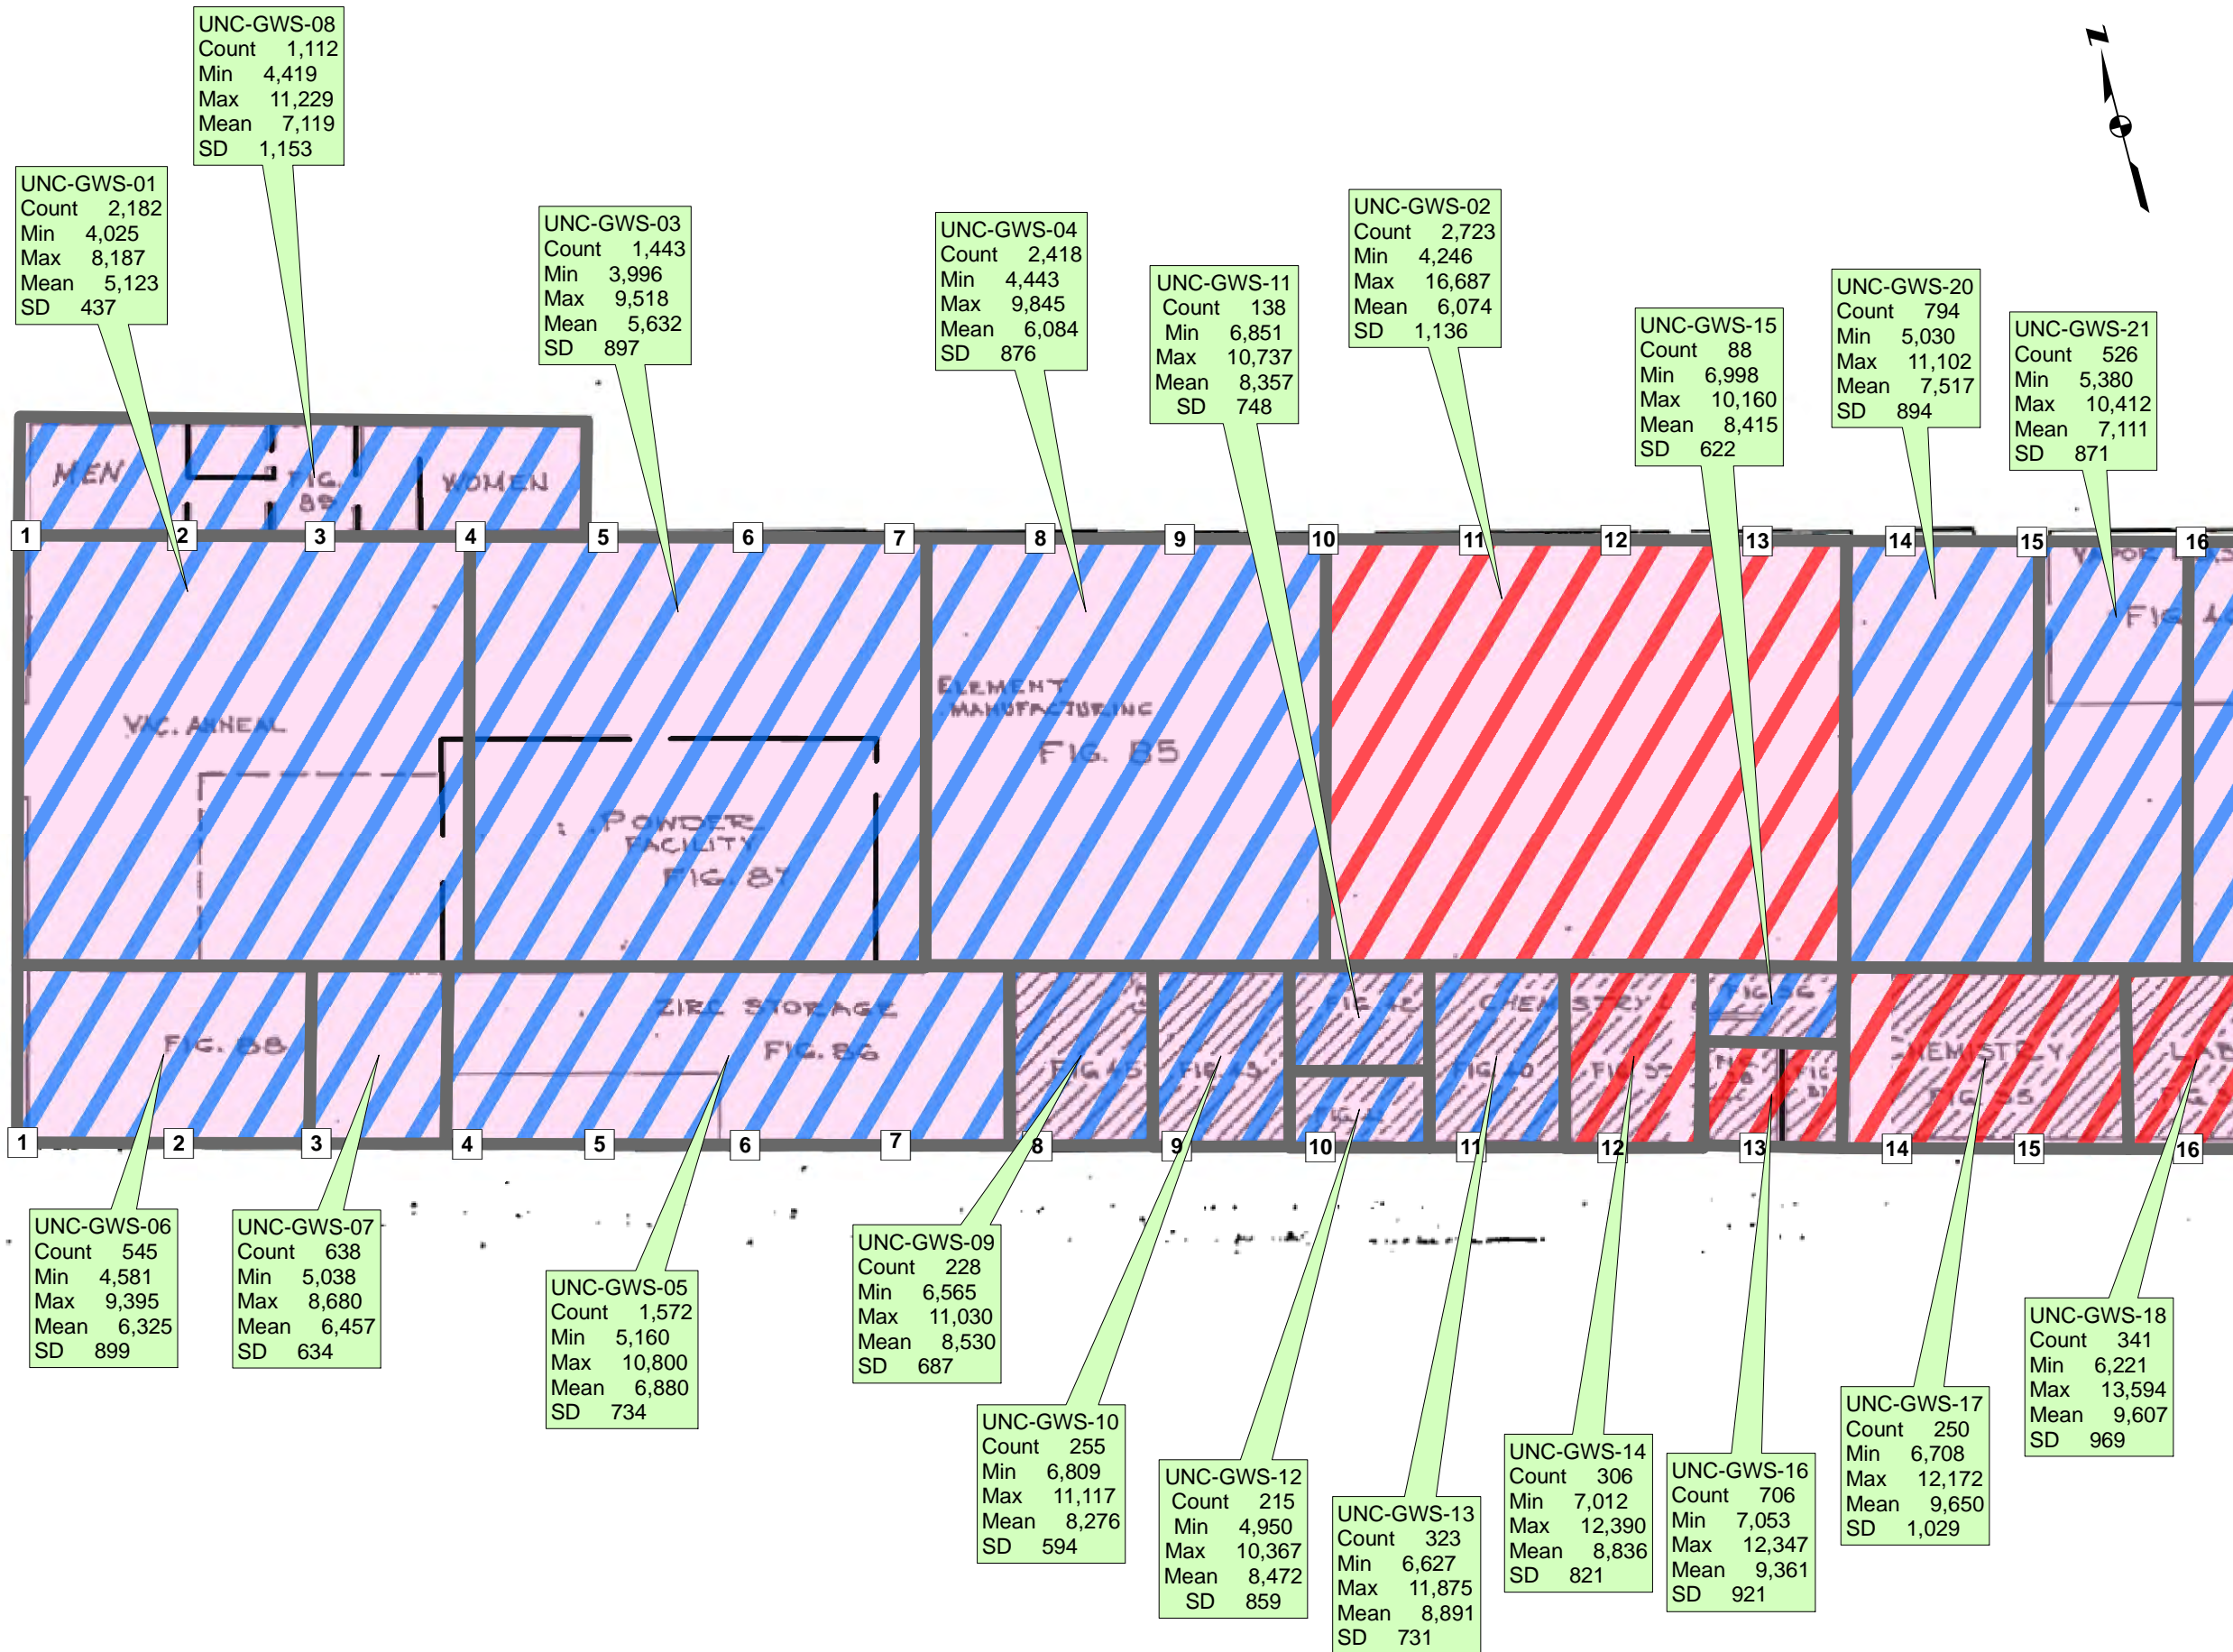 UNC-GWS-08
Count 1,112
Min 4,419
Max 11,229
Mean 7,119
SD 1,153
UNC-GWS-01
Count 2,182
Min 4,025
Max 8,187
Mean 5,123
SD 437
UNC-GWS-03
Count 1,443
Min 3,996
Max 9,518
Mean 5,632
SD 897
UNC-GWS-04
Count 2,418
Min 4,443
Max 9,845
Mean 6,084
SD 876
UNC-GWS-11
Count 138
Min 6,851
Max 10,737
Mean 8,357
SD 748
UNC-GWS-02
Count 2,723
Min 4,246
Max 16,687
Mean 6,074
SD 1,136
UNC-GWS-15
Count 88
Min 6,998
Max 10,160
Mean 8,415
SD 622
UNC-GWS-20
Count 794
Min 5,030
Max 11,102
Mean 7,517
SD 894
UNC-GWS-21
Count 526
Min 5,380
Max 10,412
Mean 7,111
SD 871
N
MEN
FIG.
WOMEN
1 2 3 4 5 6 7 8 9 10 11 12 13 14 15 16
VAPOR
FIG
VAC. ANNEAL
ELEMENT
MANUFACTURING
FIG. 85
POWDER
FACILITY
FIG. 87
ZIRC STORAGE
FIG. 86
FIG. 88
FIG. 42
CHEMISTRY
FIG 36
FIG 45
FIG. 43
FIG. 40
FIG.
HEMISTRY
FIG. 35
LAB
FIG
1 2 3 4 5 6 7 8 9 10 11 12 13 14 15 16
UNC-GWS-06
Count 545
Min 4,581
Max 9,395
Mean 6,325
SD 899
UNC-GWS-07
Count 638
Min 5,038
Max 8,680
Mean 6,457
SD 634
UNC-GWS-05
Count 1,572
Min 5,160
Max 10,800
Mean 6,880
SD 734
UNC-GWS-09
Count 228
Min 6,565
Max 11,030
Mean 8,530
SD 687
UNC-GWS-10
Count 255
Min 6,809
Max 11,117
Mean 8,276
SD 594
UNC-GWS-12
Count 215
Min 4,950
Max 10,367
Mean 8,472
SD 859
UNC-GWS-13
Count 323
Min 6,627
Max 11,875
Mean 8,891
SD 731
UNC-GWS-14
Count 306
Min 7,012
Max 12,390
Mean 8,836
SD 821
UNC-GWS-16
Count 706
Min 7,053
Max 12,347
Mean 9,361
SD 921
UNC-GWS-17
Count 250
Min 6,708
Max 12,172
Mean 9,650
SD 1,029
UNC-GWS-18
Count 341
Min 6,221
Max 13,594
Mean 9,607
SD 969